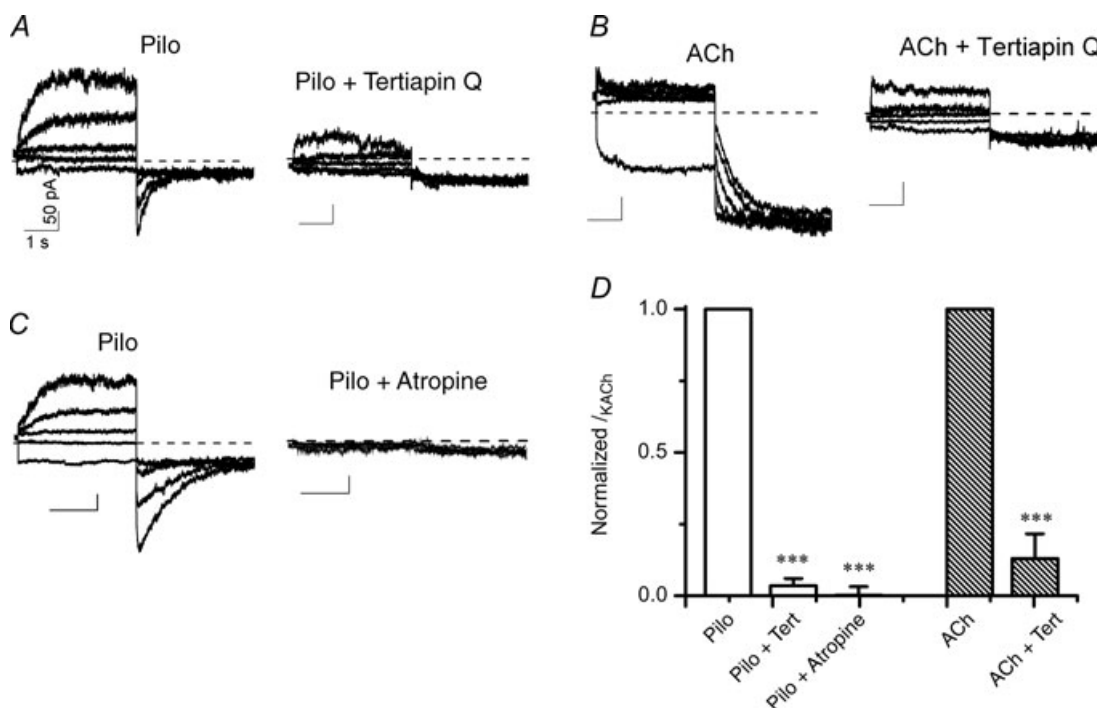 A
Pilo
Pilo + Tertiapin Q
50 pA
1 s
B
ACh
ACh + Tertiapin Q
C
Pilo
Pilo + Atropine
D
Normalized I_KACh
1.0
0.5
0.0
***
***
***
Pilo
Pilo + Tert
Pilo + Atropine
ACh
ACh + Tert